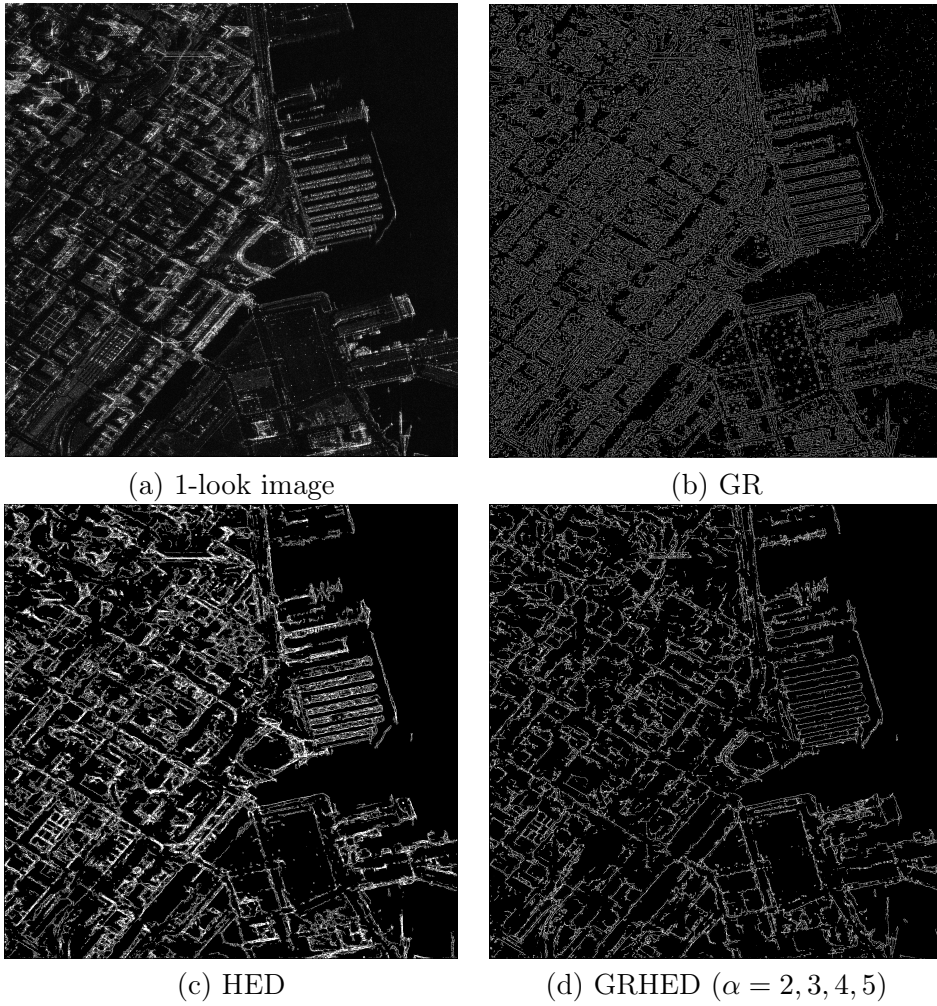 (a) 1-look image
(b) GR
(c) HED
(d) GRHED (α = 2, 3, 4, 5)